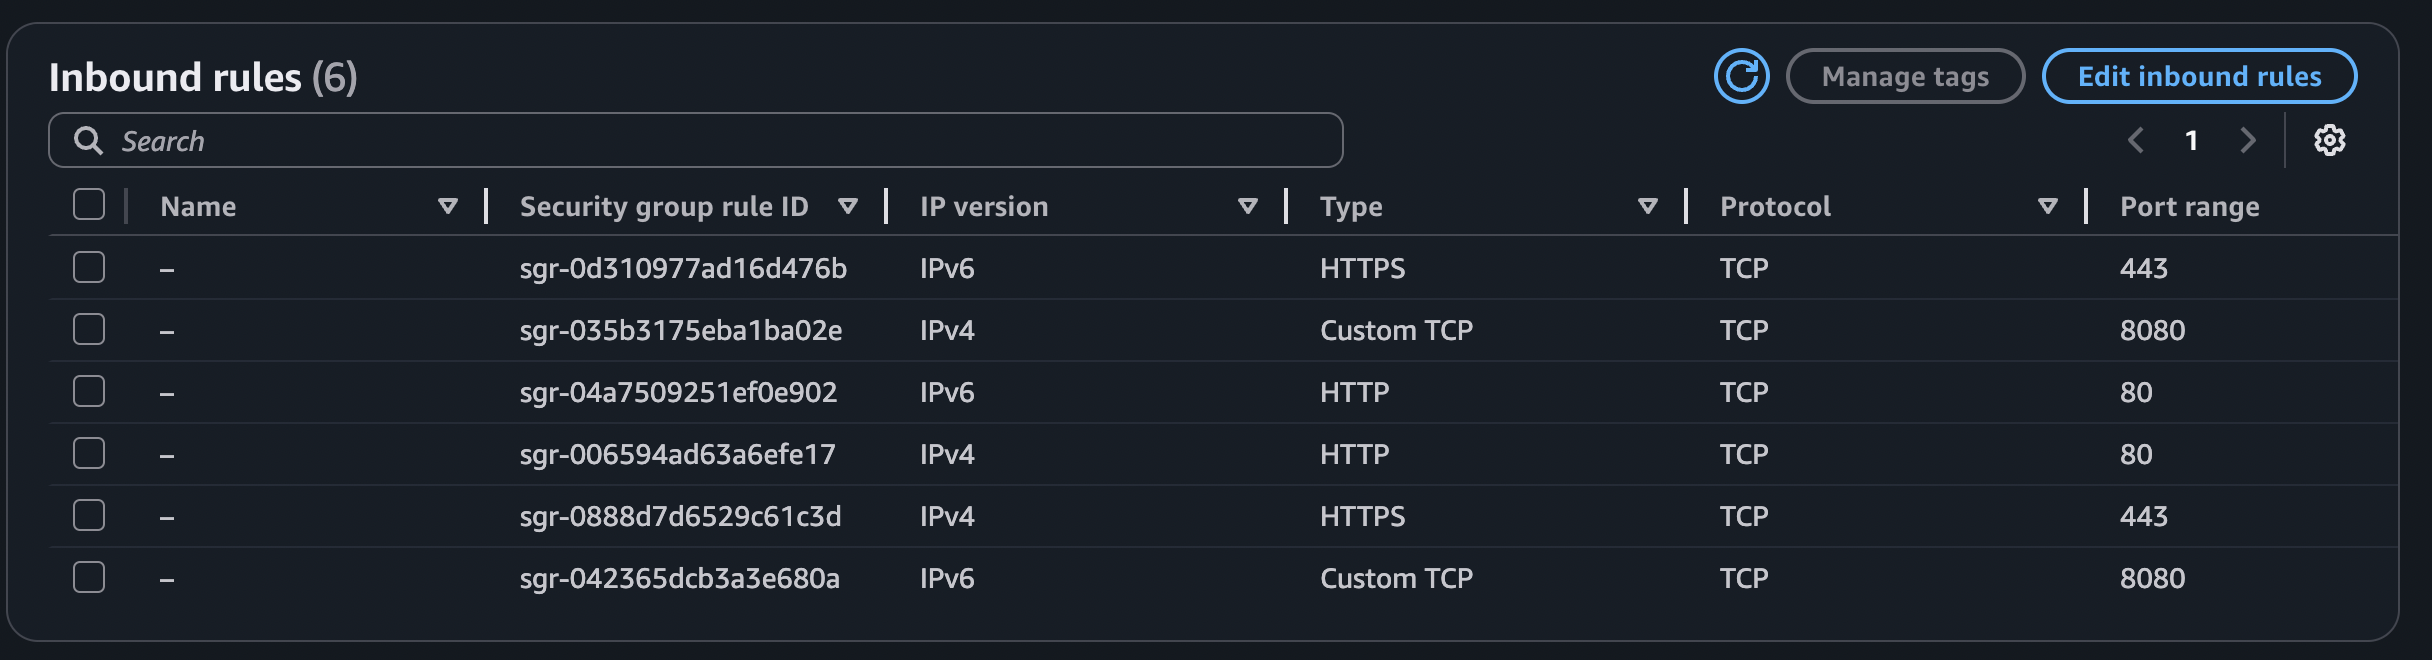 Inbound rules (6)
Manage tags
Edit inbound rules
Search
1
Name Security group rule ID IP version Type Protocol Port range
– sgr-0d310977ad16d476b IPv6 HTTPS TCP 443
– sgr-035b3175eba1ba02e IPv4 Custom TCP TCP 8080
– sgr-04a7509251ef0e902 IPv6 HTTP TCP 80
– sgr-006594ad63a6efe17 IPv4 HTTP TCP 80
– sgr-0888d7d6529c61c3d IPv4 HTTPS TCP 443
– sgr-042365dcb3a3e680a IPv6 Custom TCP TCP 8080